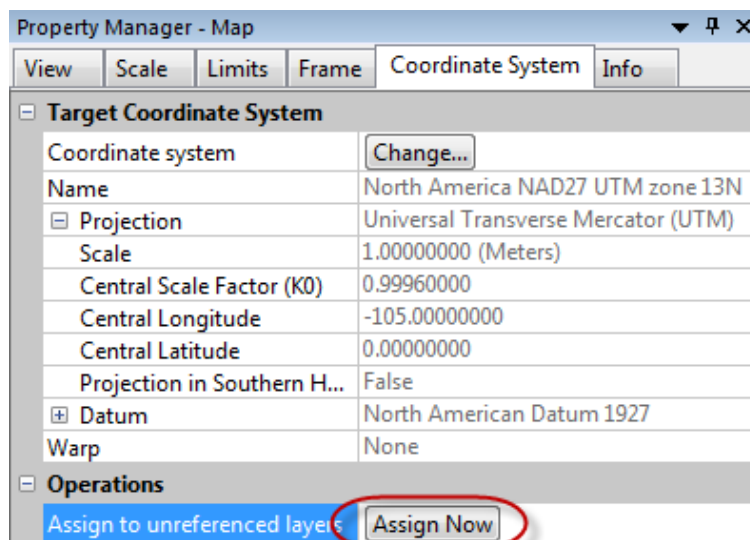 Property Manager - Map
View Scale Limits Frame Coordinate System Info
Target Coordinate System
Coordinate system Change...
Name North America NAD27 UTM zone 13N
Projection Universal Transverse Mercator (UTM)
Scale 1.00000000 (Meters)
Central Scale Factor (K0) 0.99960000
Central Longitude -105.00000000
Central Latitude 0.00000000
Projection in Southern H... False
Datum North American Datum 1927
Warp None
Operations
Assign to unreferenced layers Assign Now